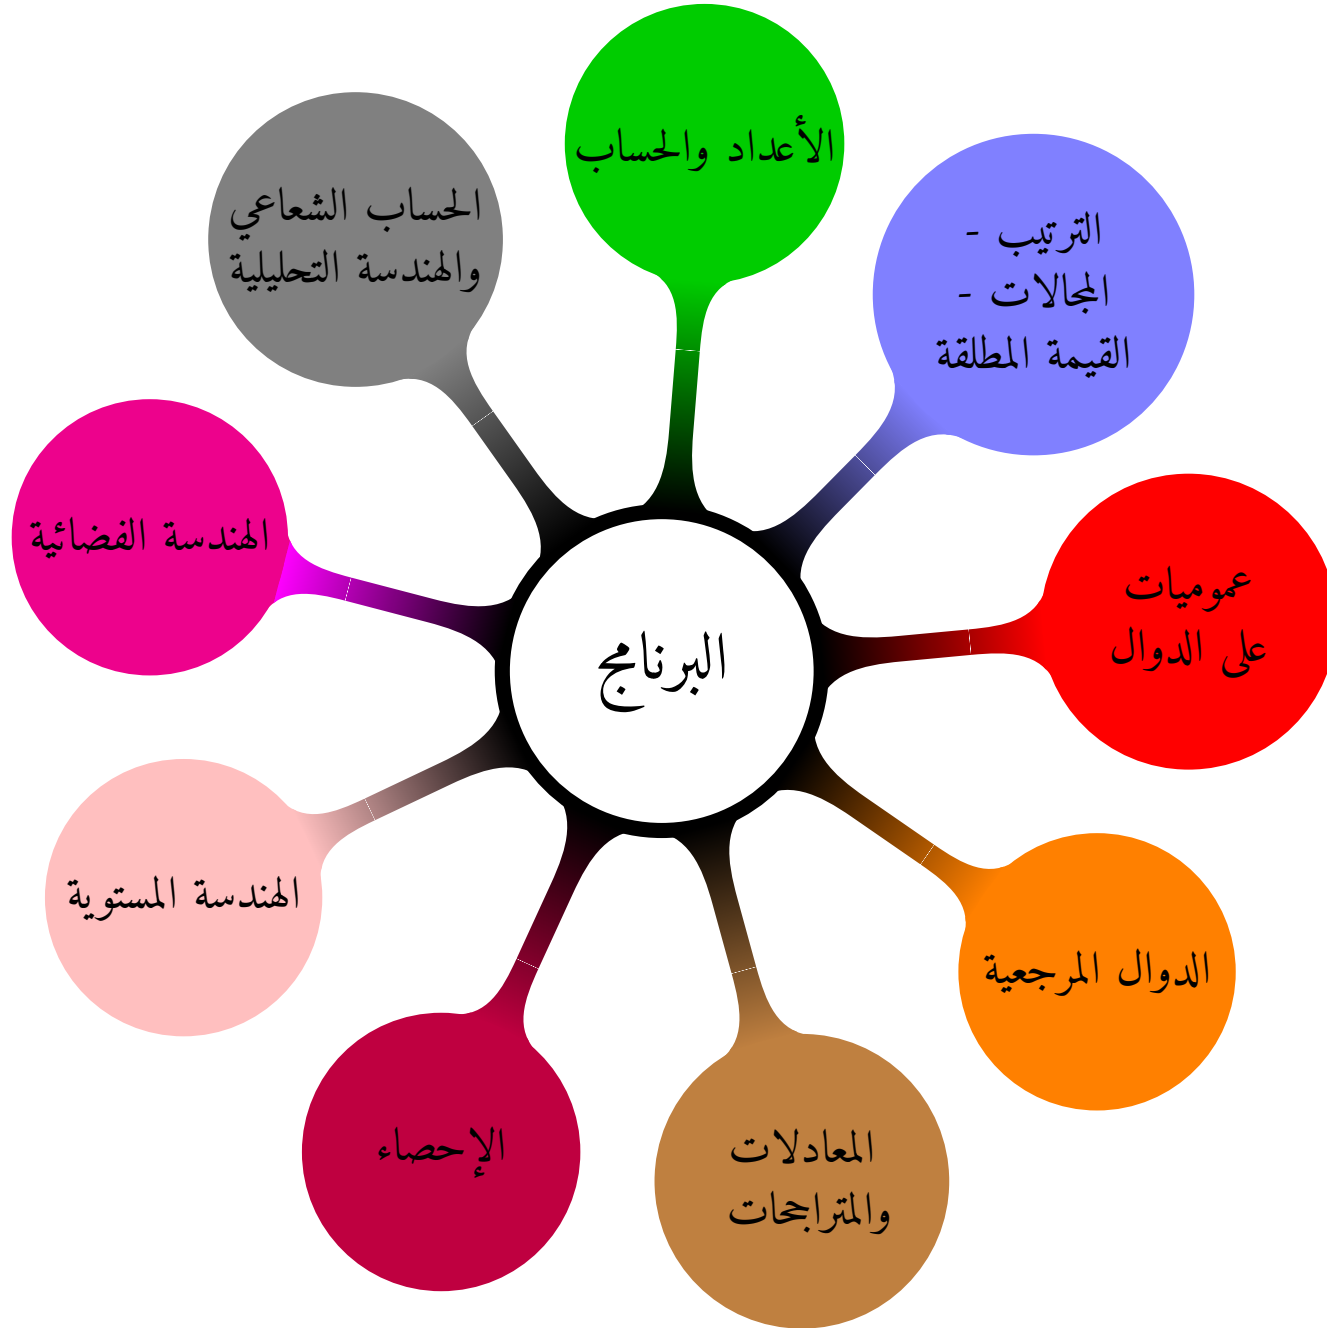 الأعداد والحساب
الترتيب -
المجالات -
القيمة المطلقة
عموميات
على الدوال
الدوال المرجعية
المعادلات
والمتراجحات
الإحصاء
الهندسة المستوية
الهندسة الفضائية
الحساب الشعاعي
والهندسة التحليلية
البرنامج